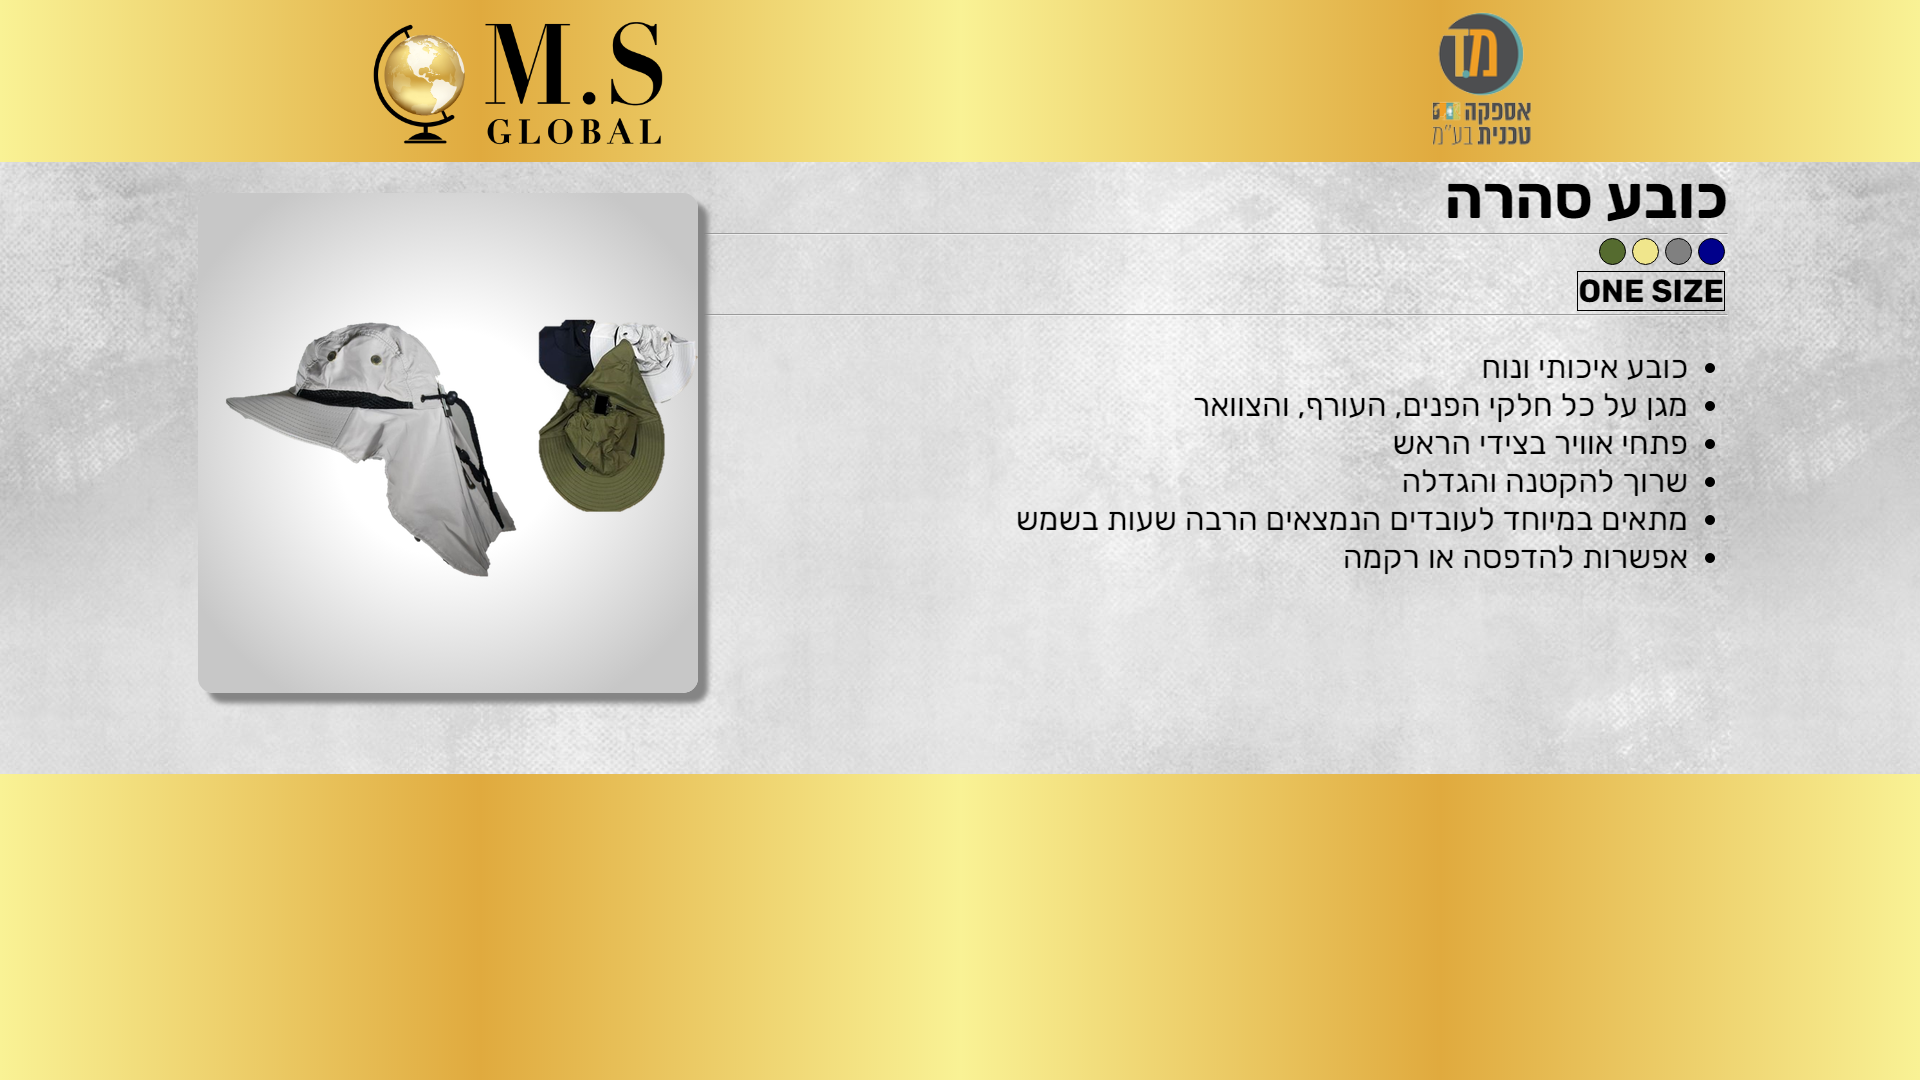 M.S
GLOBAL
מ.ד
אספקה
טכנית בע"מ
כובע סהרה
ONE SIZE
• כובע איכותי ונוח
• מגן על כל חלקי הפנים, העורף, והצוואר
• פתחי אוויר בצידי הראש
• שרוך להקטנה והגדלה
• מתאים במיוחד לעובדים הנמצאים הרבה שעות בשמש
• אפשרות להדפסה או רקמה